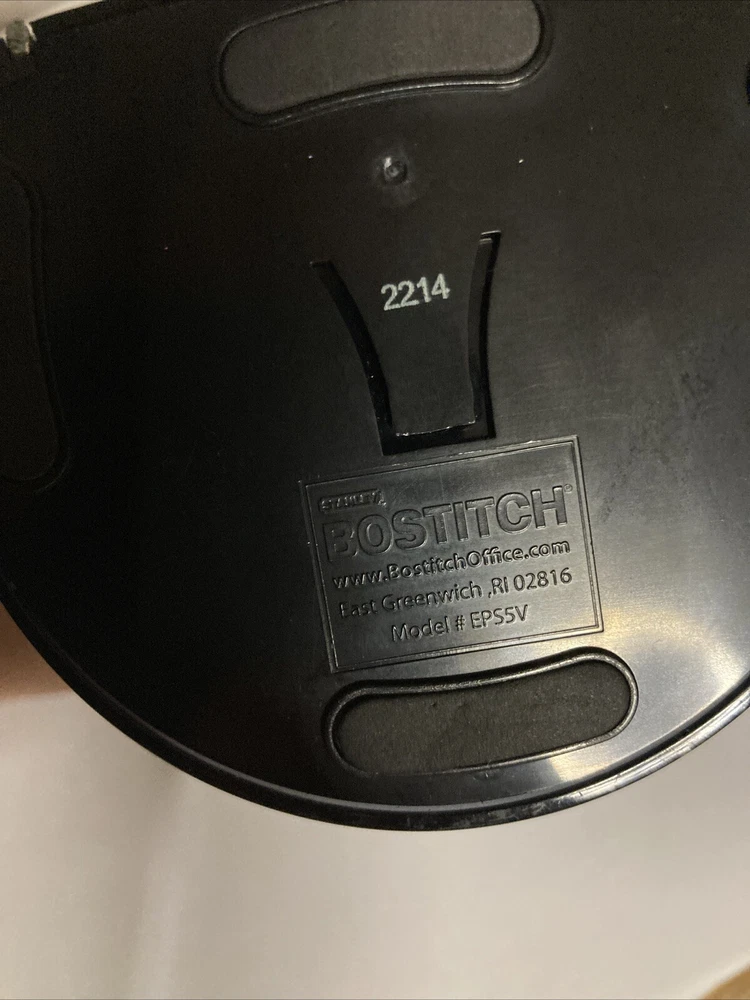 2214
STANLEY
BOSTITCH®
www.BostitchOffice.com
East Greenwich ,RI 02816
Model # EPS5V